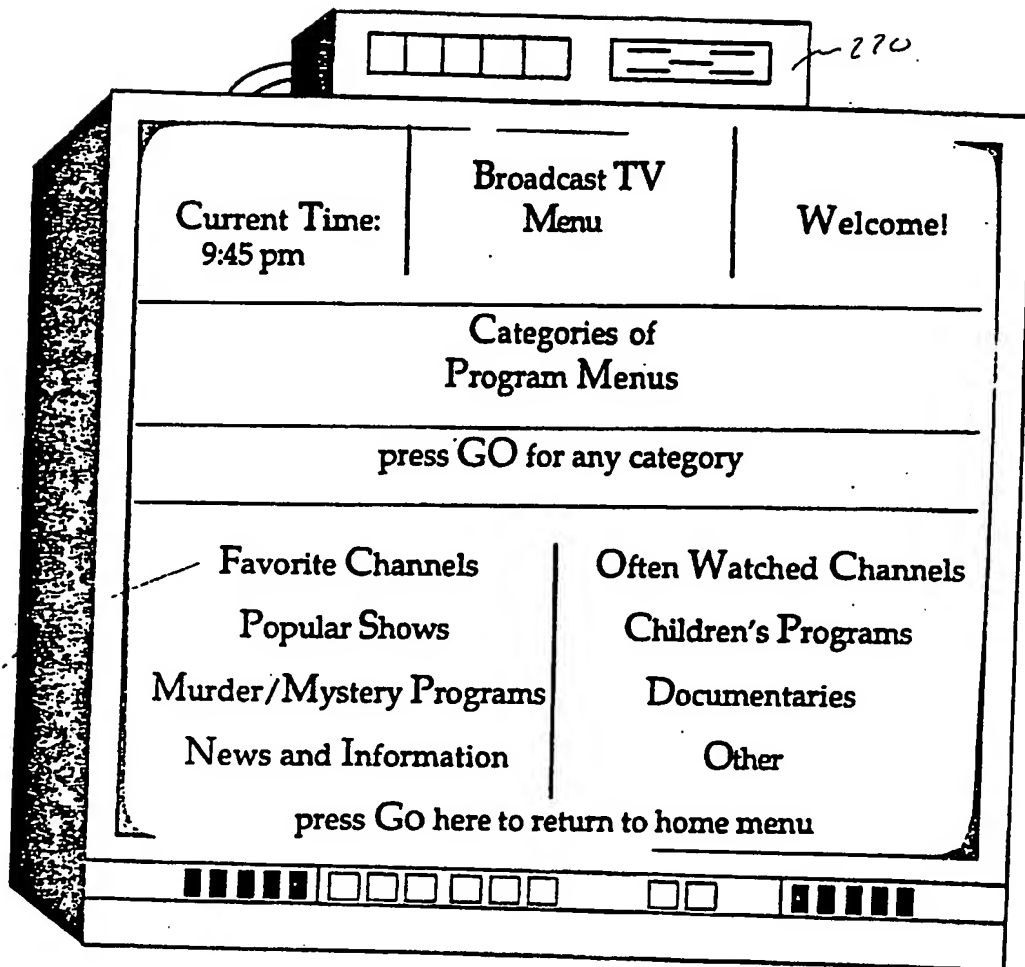 220
Broadcast TV
Menu
Current Time:
9:45 pm
Welcome!
Categories of
Program Menus
press GO for any category
Favorite Channels
Often Watched Channels
Popular Shows
Children's Programs
Murder/Mystery Programs
Documentaries
News and Information
Other
press Go here to return to home menu